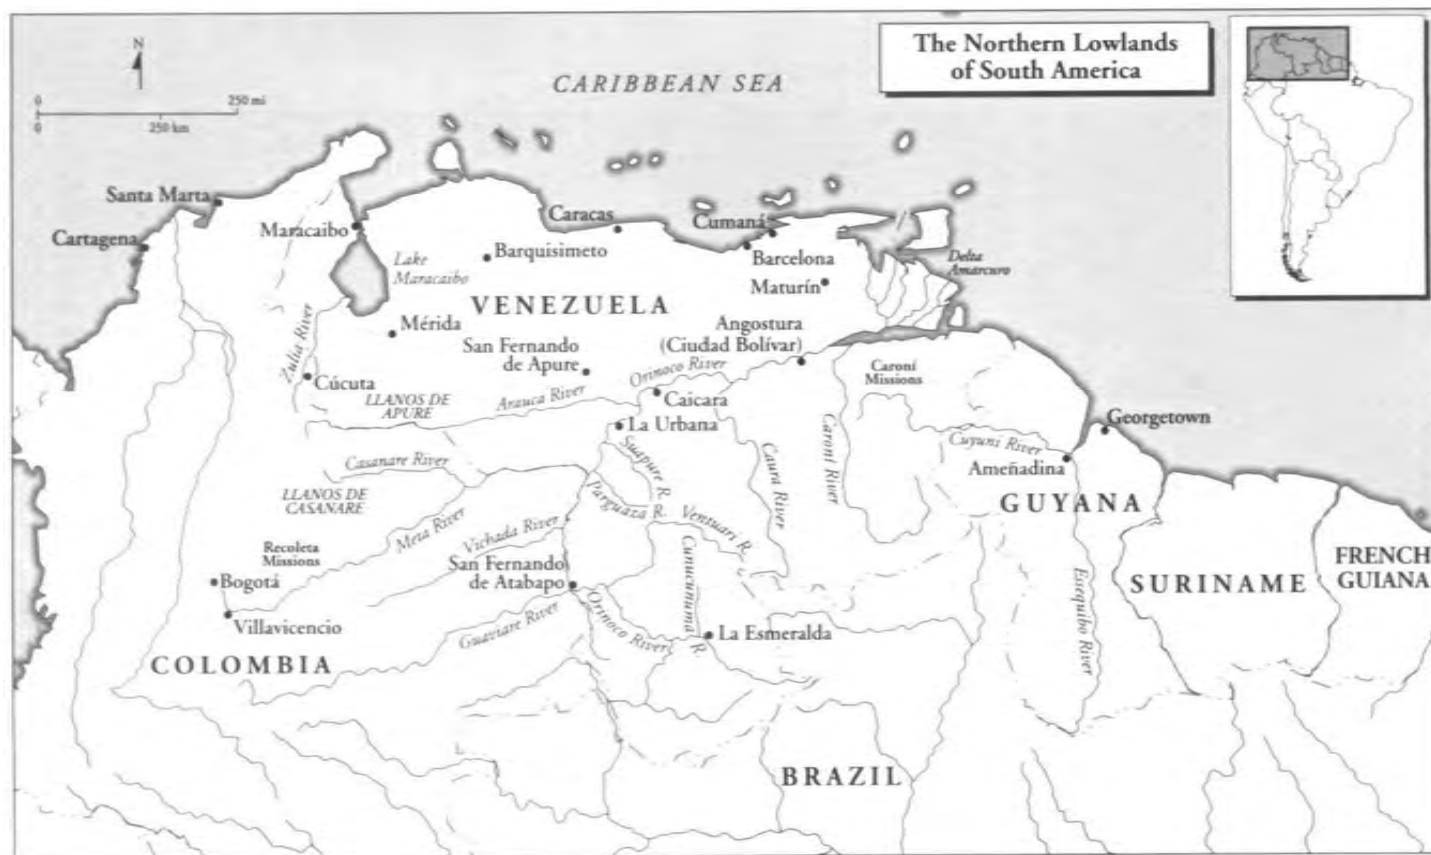 The Northern Lowlands
of South America
N
CARIBBEAN SEA
0 250 mi
0 250 km
Santa Marta
Cartagena
Maracaibo
Caracas
Cumaná
Barquisimeto
Barcelona
Lake
Maracaibo
Delta
Amarcuro
Maturín
VENEZUELA
Mérida
Angostura
(Ciudad Bolívar)
San Fernando
de Apure
Zulia River
Orinoco River
Caroní
Missions
Cúcuta
LLANOS DE
APURE
Arauca River
Caicara
La Urbana
Georgetown
Casanare River
Suapure R.
Caura River
Caroní River
Cuyuni River
Ameñadina
LLANOS DE
CASANARE
Meta River
Parguaza R.
Ventuari R.
GUYANA
Recoleta
Missions
Vichada River
Bogotá
San Fernando
de Atabapo
Cunucunuma R.
Essequibo River
SURINAME
FRENCH
GUIANA
Villavicencio
Guaviare River
Orinoco River
La Esmeralda
COLOMBIA
BRAZIL